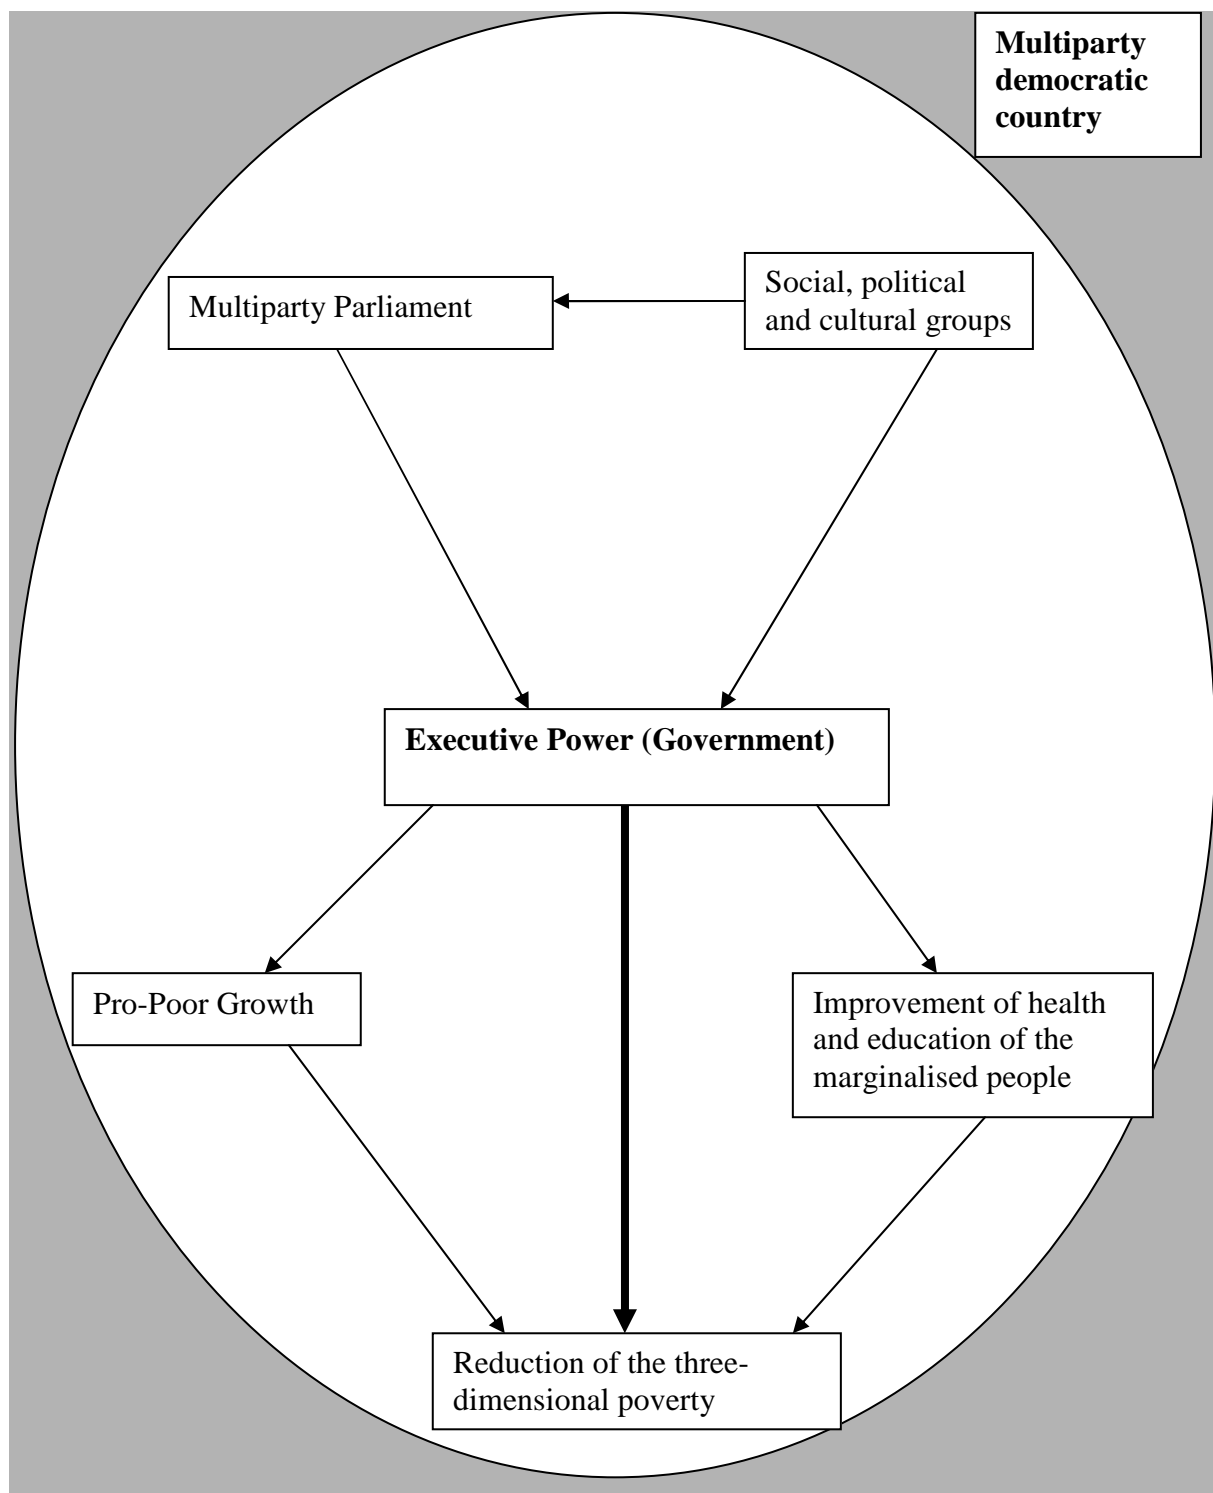 Multiparty
democratic
country
Multiparty Parliament
Social, political
and cultural groups
Executive Power (Government)
Pro-Poor Growth
Improvement of health
and education of the
marginalised people
Reduction of the three-
dimensional poverty